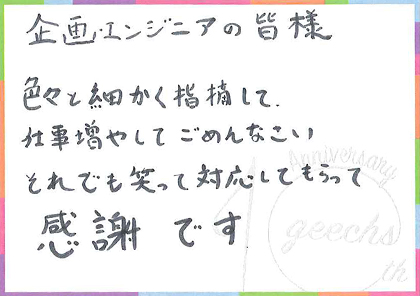 企画・エンジニアの皆様
色々と細かく指摘して、
仕事増やしてごめんなさい
それでも笑って対応してもらって
感謝です
10
Anniversary
geechs
th